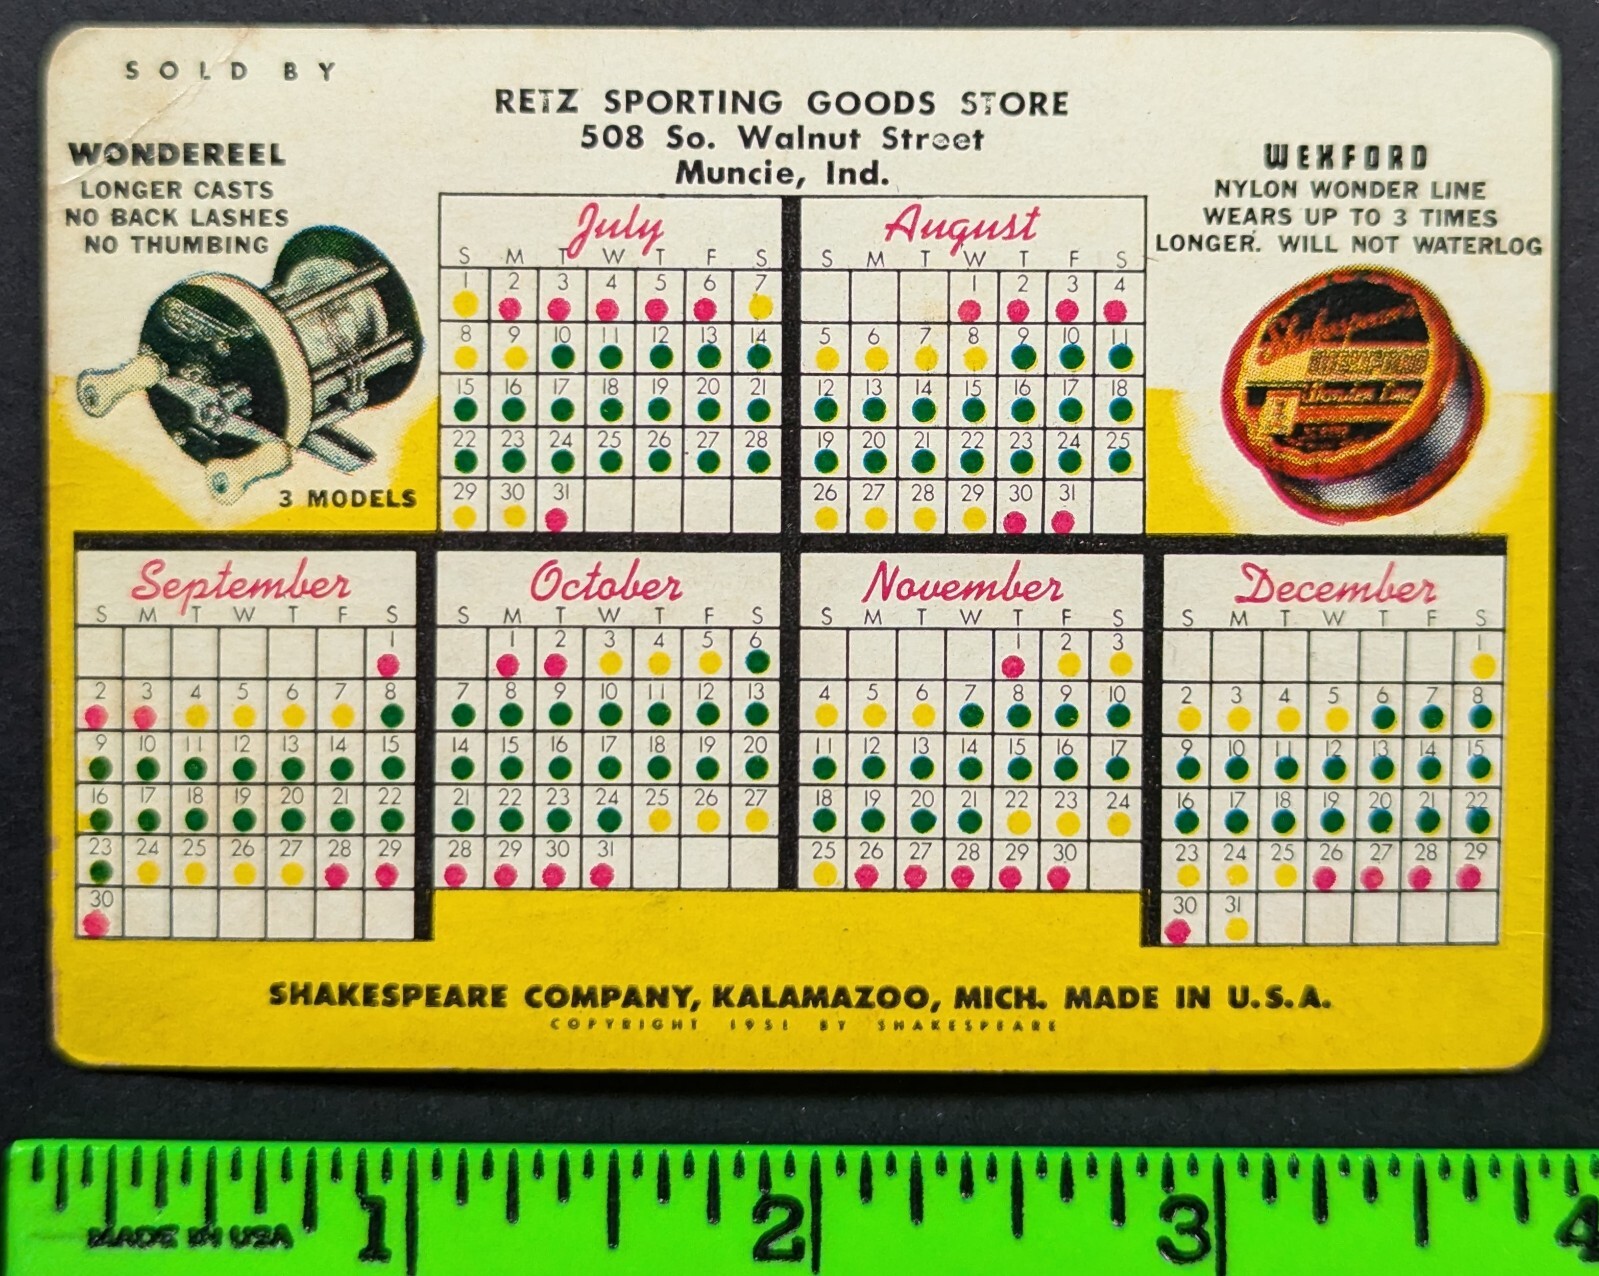 SOLD BY
RETZ SPORTING GOODS STORE
508 So. Walnut Street
Muncie, Ind.
WONDEREEL
LONGER CASTS
NO BACK LASHES
NO THUMBING
3 MODELS
WEXFORD
NYLON WONDER LINE
WEARS UP TO 3 TIMES
LONGER. WILL NOT WATERLOG
Shakespeare
WEXFORD
Wonder Line
July
S M T W T F S
1 2 3 4 5 6 7
8 9 10 11 12 13 14
15 16 17 18 19 20 21
22 23 24 25 26 27 28
29 30 31
August
S M T W T F S
1 2 3 4
5 6 7 8 9 10 11
12 13 14 15 16 17 18
19 20 21 22 23 24 25
26 27 28 29 30 31
September
S M T W T F S
1
2 3 4 5 6 7 8
9 10 11 12 13 14 15
16 17 18 19 20 21 22
23 24 25 26 27 28 29
30
October
S M T W T F S
1 2 3 4 5 6
7 8 9 10 11 12 13
14 15 16 17 18 19 20
21 22 23 24 25 26 27
28 29 30 31
November
S M T W T F S
1 2 3
4 5 6 7 8 9 10
11 12 13 14 15 16 17
18 19 20 21 22 23 24
25 26 27 28 29 30
December
S M T W T F S
1
2 3 4 5 6 7 8
9 10 11 12 13 14 15
16 17 18 19 20 21 22
23 24 25 26 27 28 29
30 31
SHAKESPEARE COMPANY, KALAMAZOO, MICH. MADE IN U.S.A.
COPYRIGHT 1951 BY SHAKESPEARE
1 2 3 4
MADE IN USA